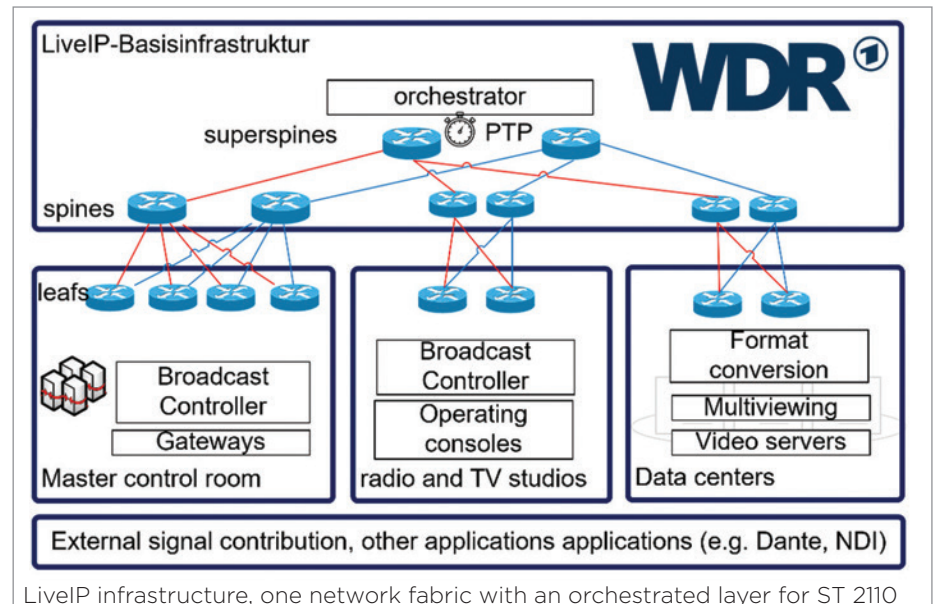 LiveIP-Basisinfrastruktur
WDR 1
orchestrator
superspines
PTP
spines
leafs
Broadcast
Controller
Gateways
Master control room
Broadcast
Controller
Operating
consoles
radio and TV studios
Format
conversion
Multiviewing
Video servers
Data centers
External signal contribution, other applications applications (e.g. Dante, NDI)
LiveIP infrastructure, one network fabric with an orchestrated layer for ST 2110